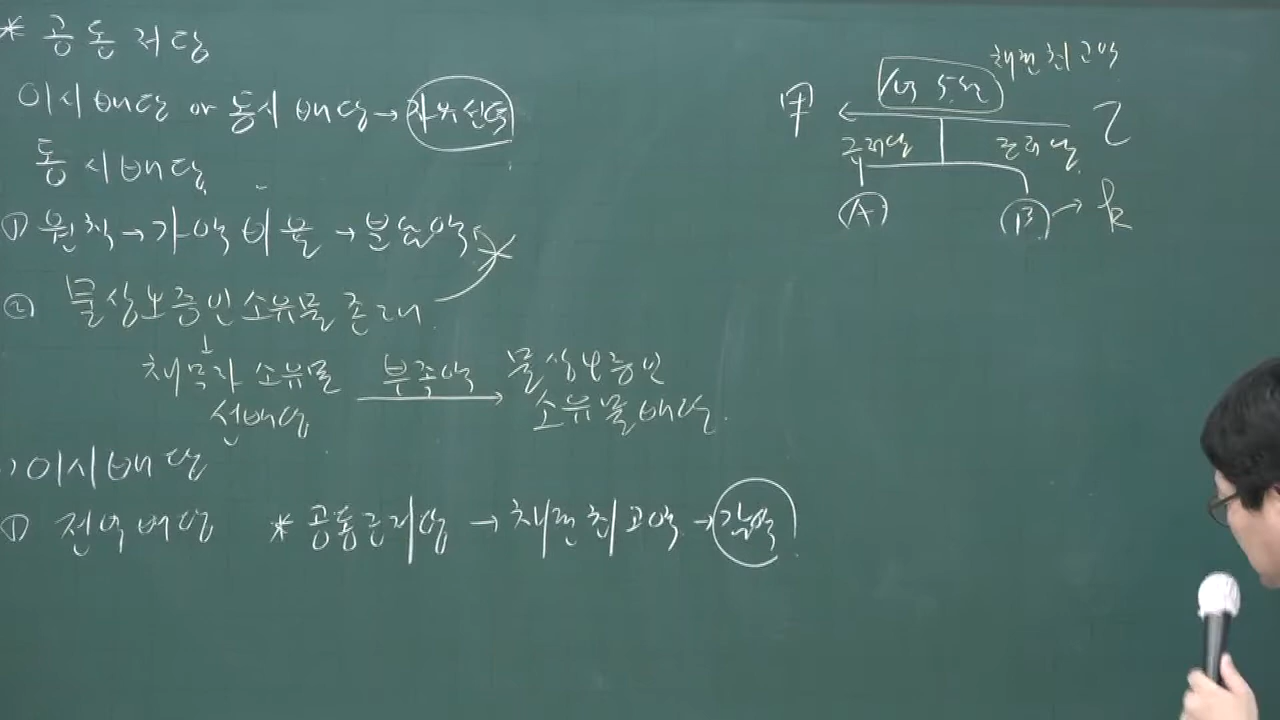 * 공동저당
이시배당 or 동시배당→자유선택
동시배당
① 원칙→가액비율→분담액
② 물상보증인소유물존재
↓
채무자 소유물 부족액 → 물상보증인
선배당 소유물배당
) 이시배당
① 전액배당 * 공동근저당 → 채권최고액→감액
채권최고액
1억 5천
甲 ← 乙
근저당 근저당
Ⓐ Ⓑ → k